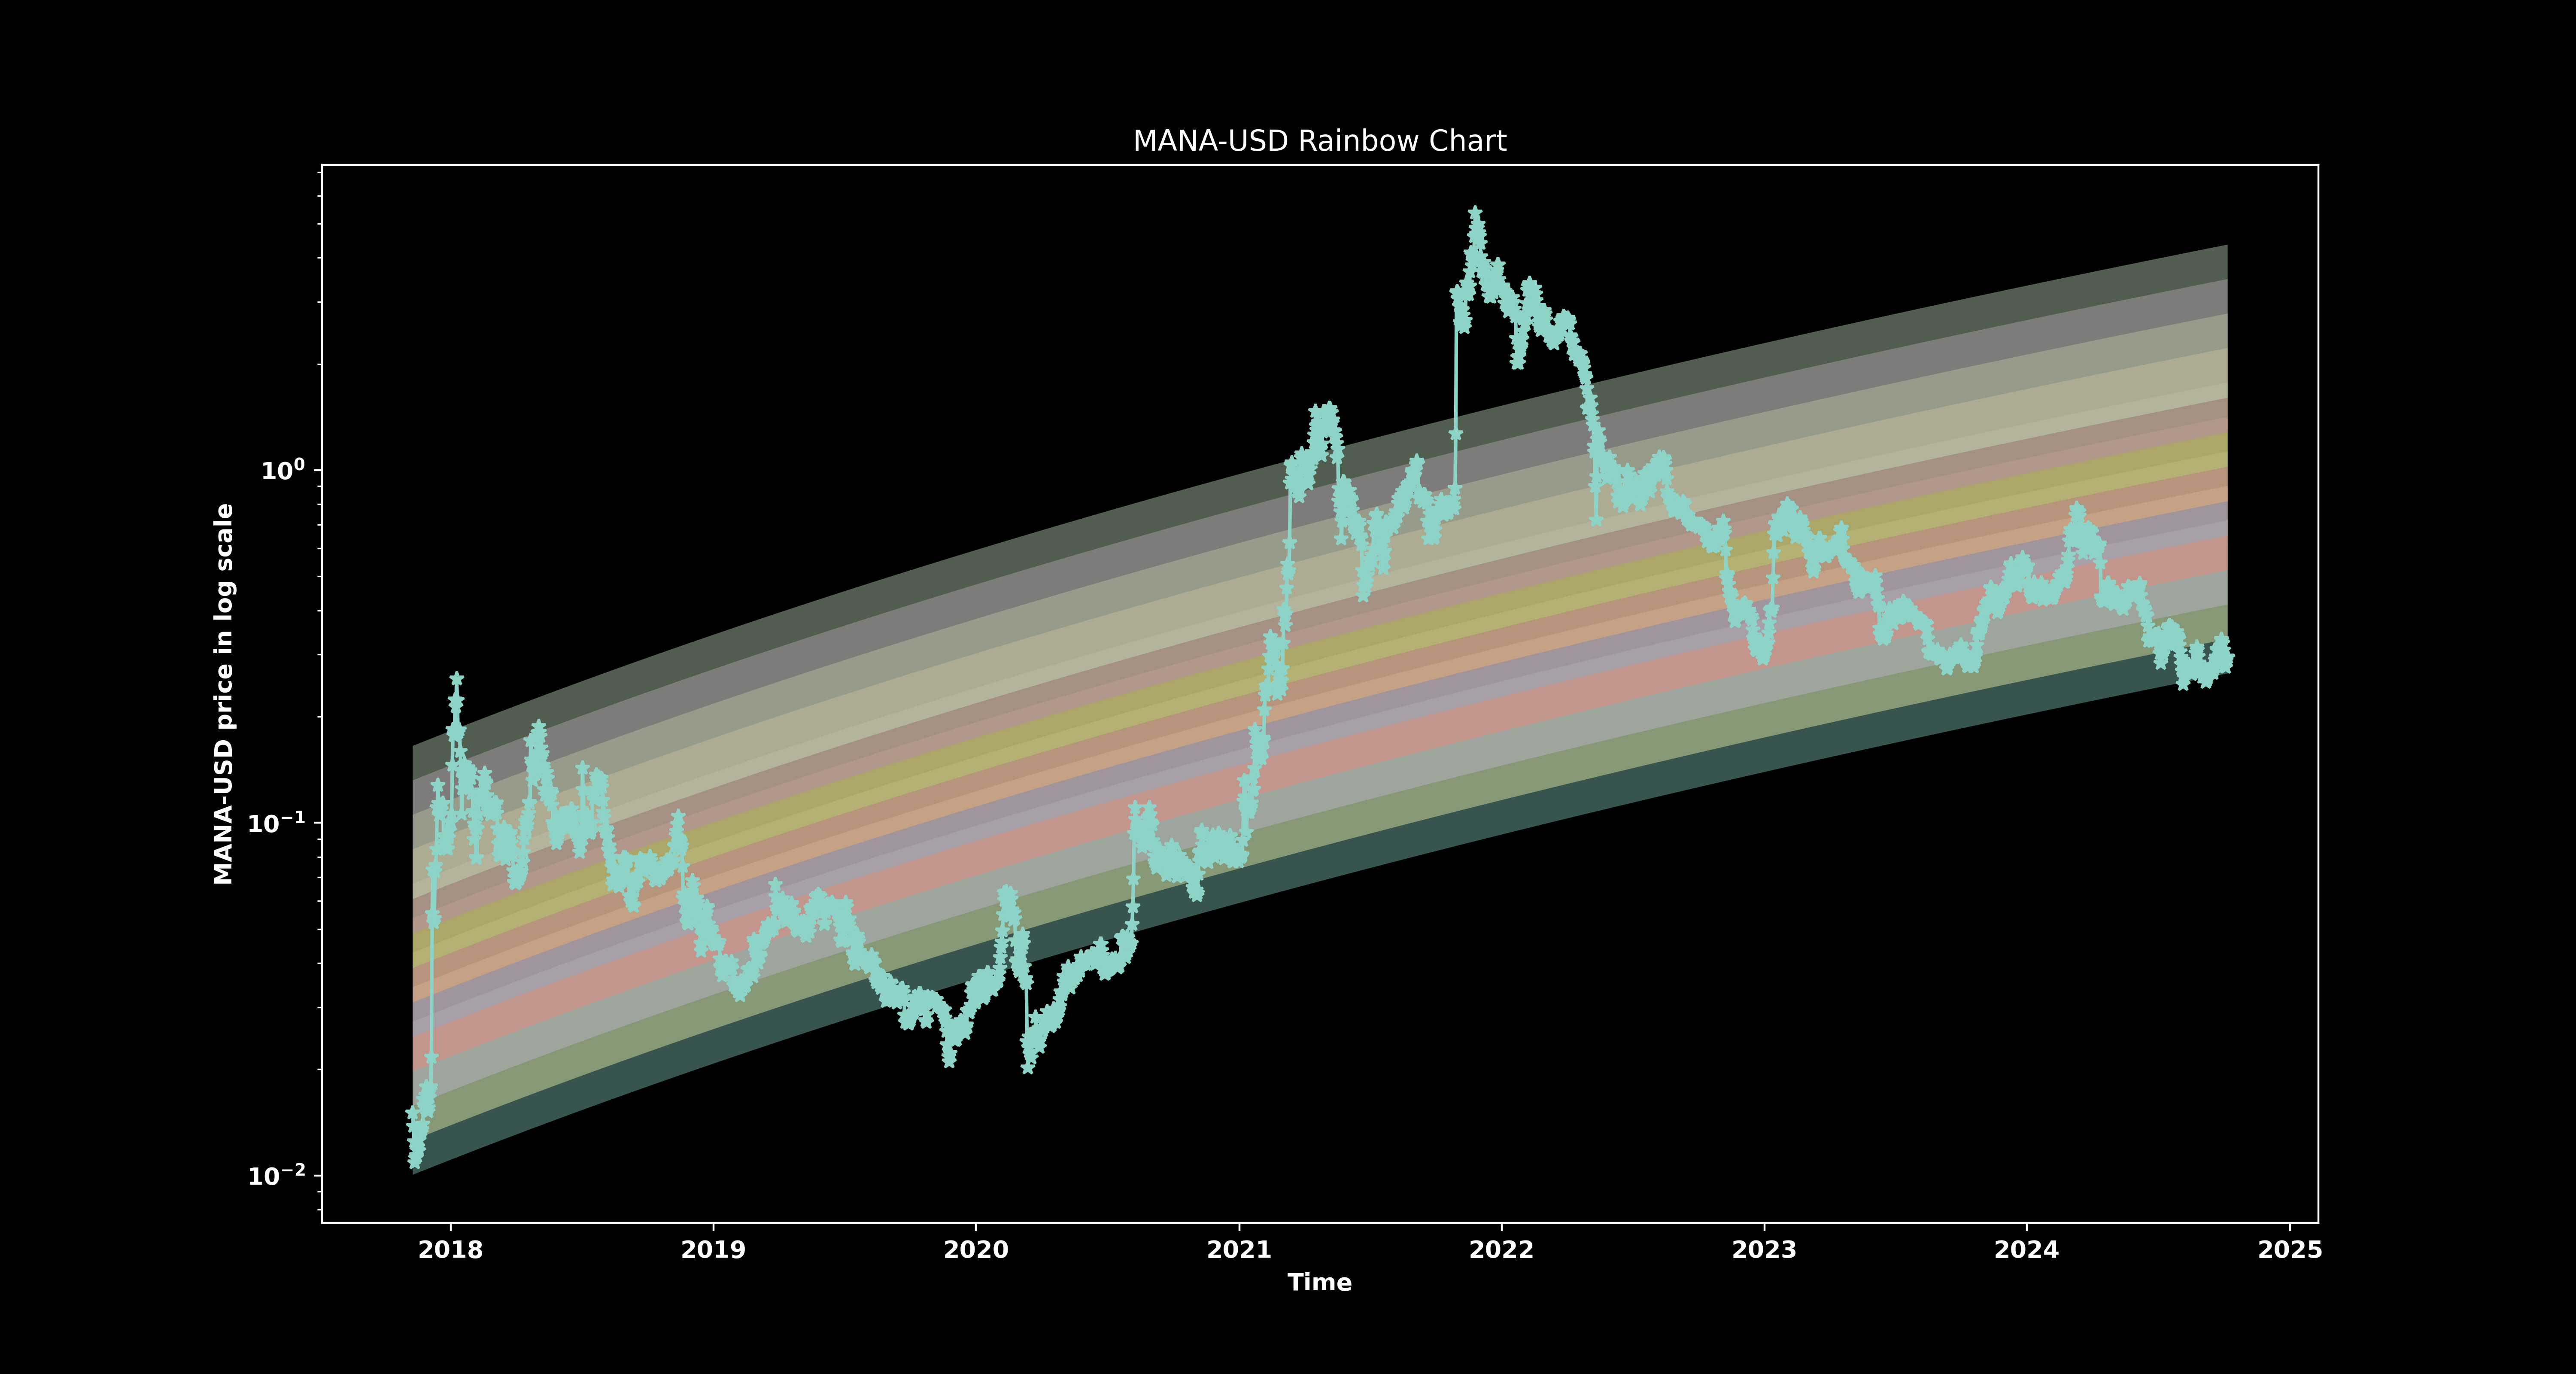 MANA-USD Rainbow Chart
MANA-USD price in log scale
10⁰
10⁻¹
10⁻²
2018 2019 2020 2021 2022 2023 2024 2025
Time